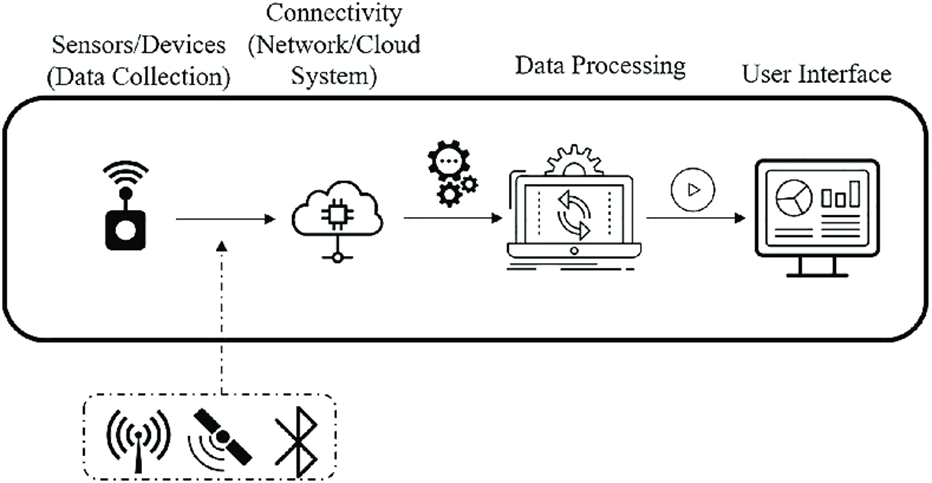 Sensors/Devices
(Data Collection)
Connectivity
(Network/Cloud
System)
Data Processing
User Interface